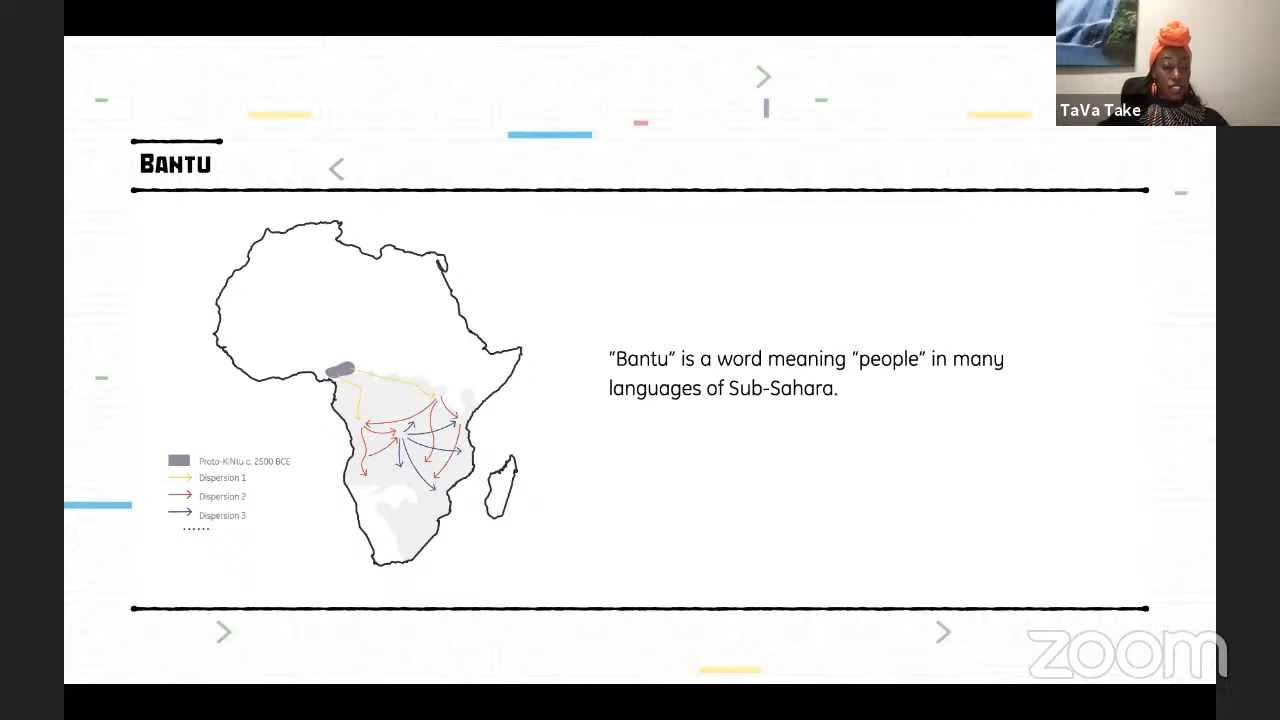 TaVa Take
BANTU
“Bantu” is a word meaning “people” in many
languages of Sub-Sahara.
Proto-KiNtu c. 2500 BCE
Dispersion 1
Dispersion 2
Dispersion 3
......
zoom